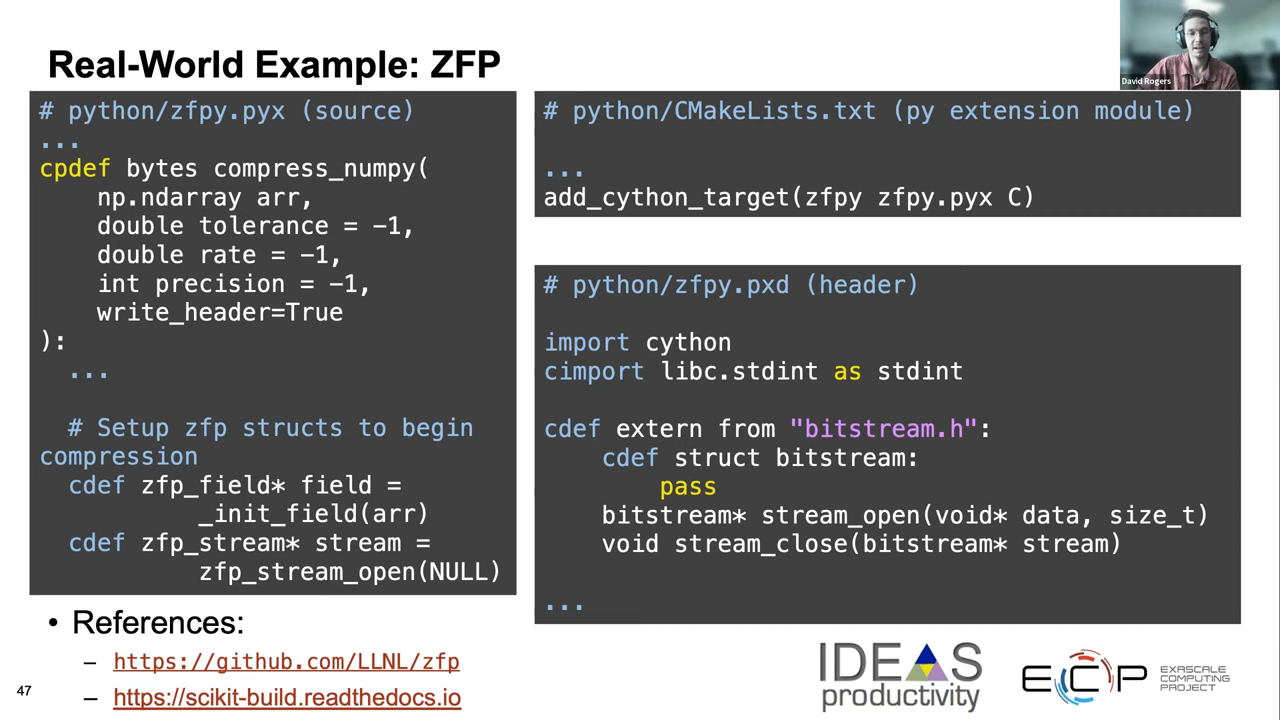 Real-World Example: ZFP
David Rogers
# python/zfpy.pyx (source)
...
cpdef bytes compress_numpy(
np.ndarray arr,
double tolerance = -1,
double rate = -1,
int precision = -1,
write_header=True
):
...
# Setup zfp structs to begin
compression
cdef zfp_field* field =
_init_field(arr)
cdef zfp_stream* stream =
zfp_stream_open(NULL)
# python/CMakeLists.txt (py extension module)
...
add_cython_target(zfpy zfpy.pyx C)
# python/zfpy.pxd (header)
import cython
cimport libc.stdint as stdint
cdef extern from "bitstream.h":
cdef struct bitstream:
pass
bitstream* stream_open(void* data, size_t)
void stream_close(bitstream* stream)
...
• References:
– https://github.com/LLNL/zfp
– https://scikit-build.readthedocs.io
47
IDEAS
productivity
ECP
EXASCALE
COMPUTING
PROJECT